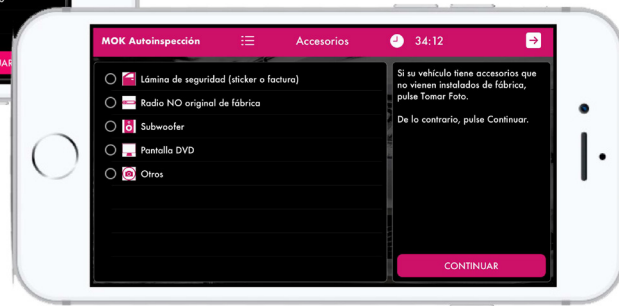 MOK Autoinspección
Accesorios
34:12
Lámina de seguridad (sticker o factura)
Radio NO original de fábrica
Subwoofer
Pantalla DVD
Otros
Si su vehículo tiene accesorios que
no vienen instalados de fábrica,
pulse Tomar Foto.
De lo contrario, pulse Continuar.
CONTINUAR